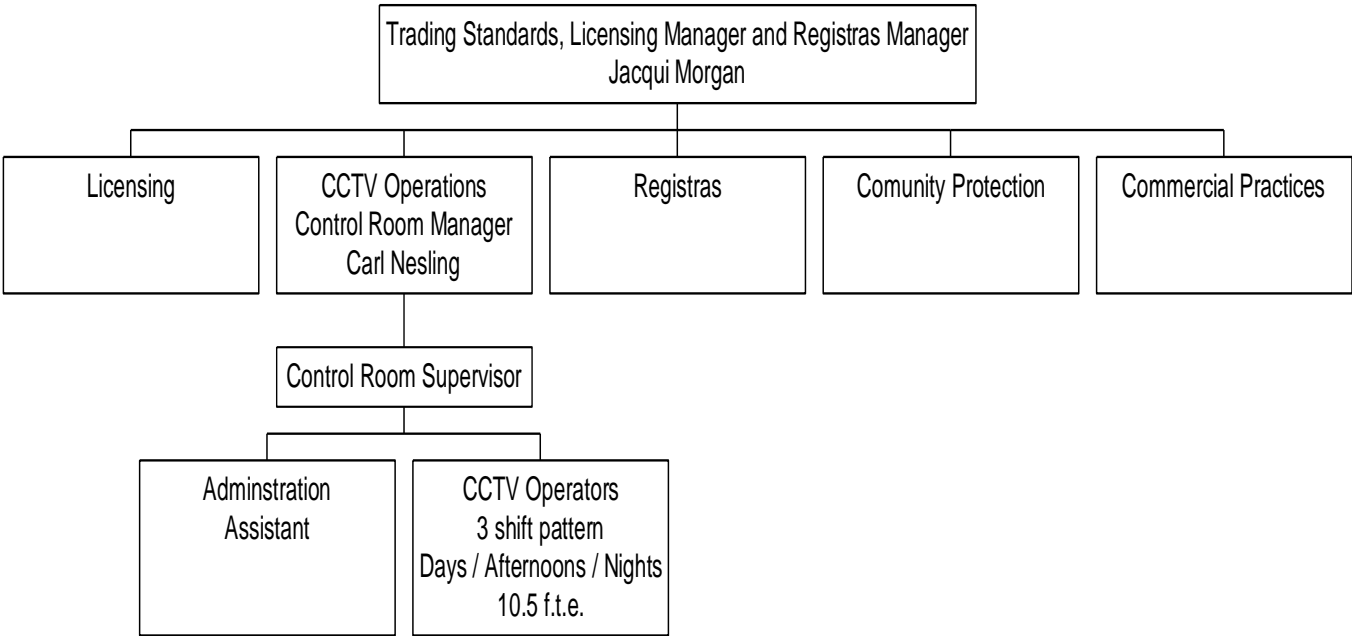 Trading Standards, Licensing Manager and Registras Manager
Jacqui Morgan
Licensing
CCTV Operations
Control Room Manager
Carl Nesling
Registras
Comunity Protection
Commercial Practices
Control Room Supervisor
Adminstration
Assistant
CCTV Operators
3 shift pattern
Days / Afternoons / Nights
10.5 f.t.e.